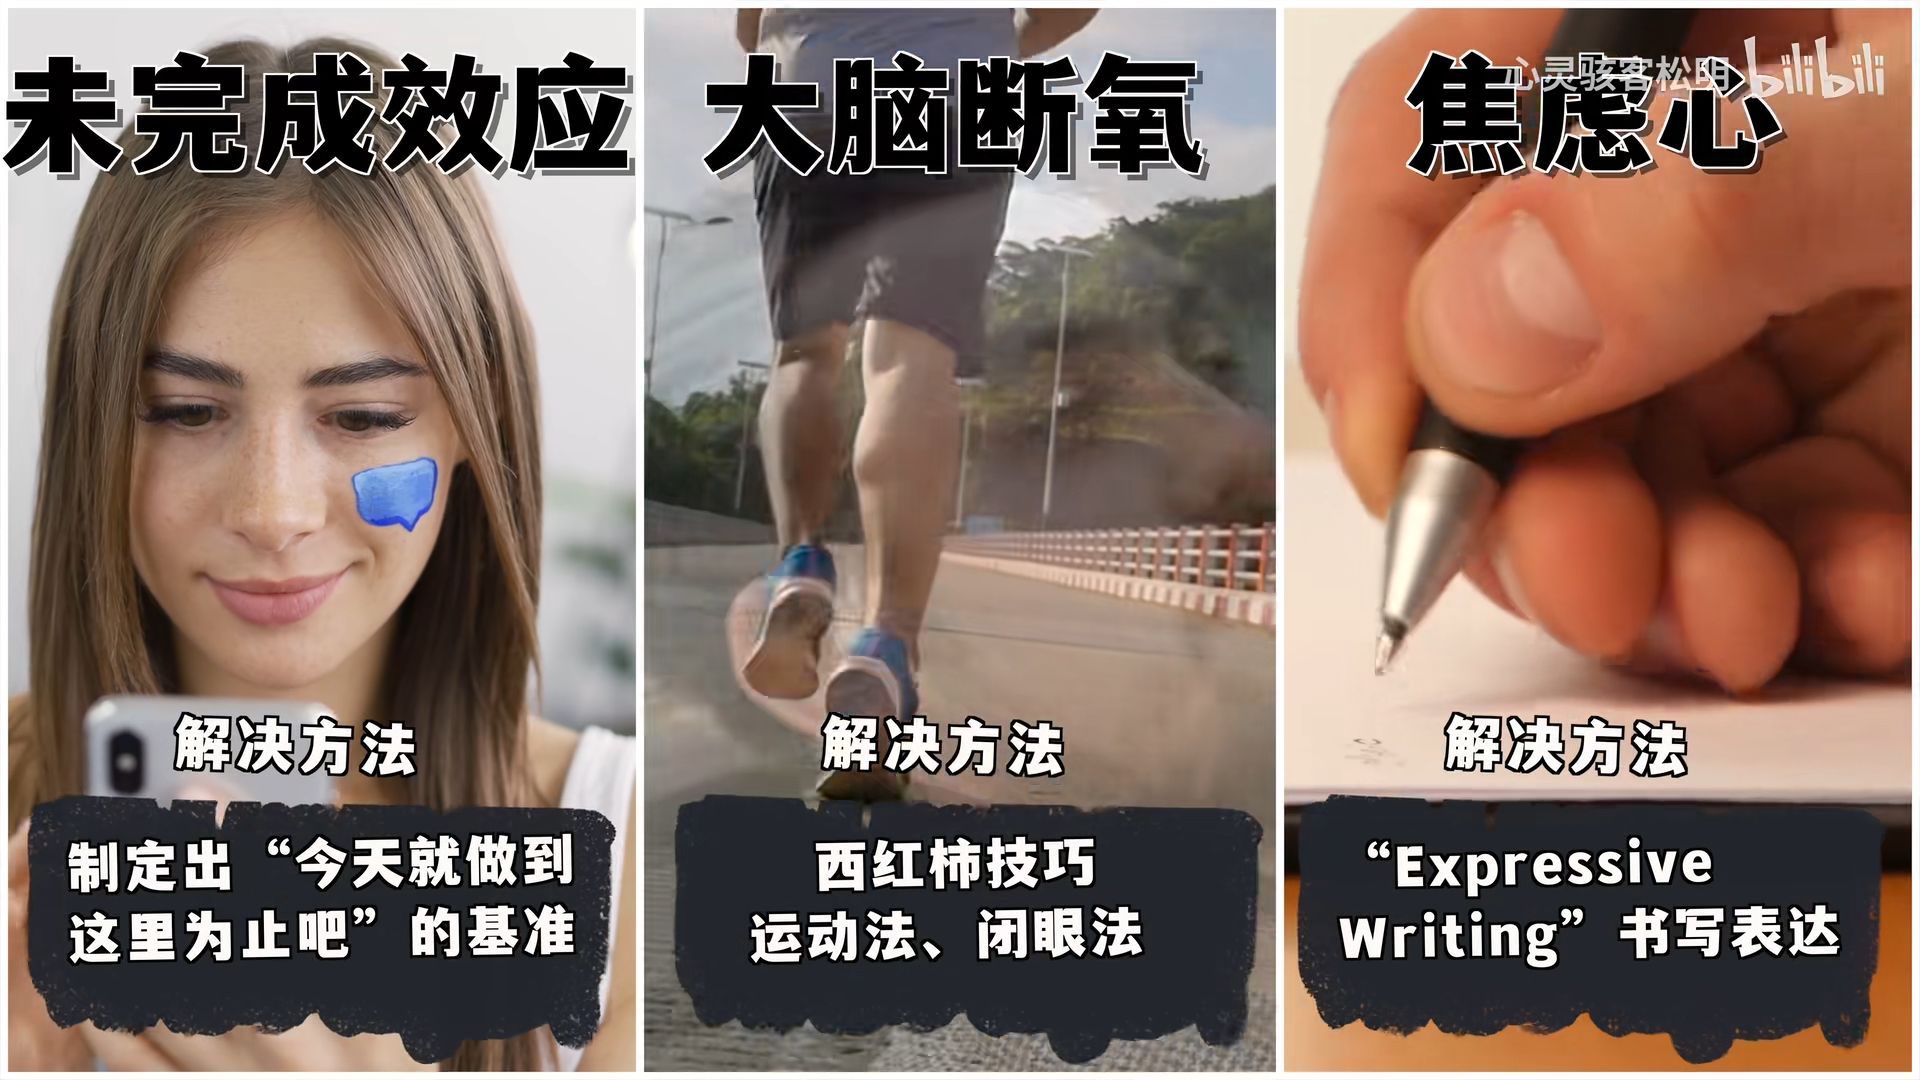 未完成效应
解决方法
制定出“今天就做到
这里为止吧”的基准
大脑断氧
解决方法
西红柿技巧
运动法、闭眼法
焦虑心
心灵骇客松明 bilibili
解决方法
“Expressive
Writing”书写表达